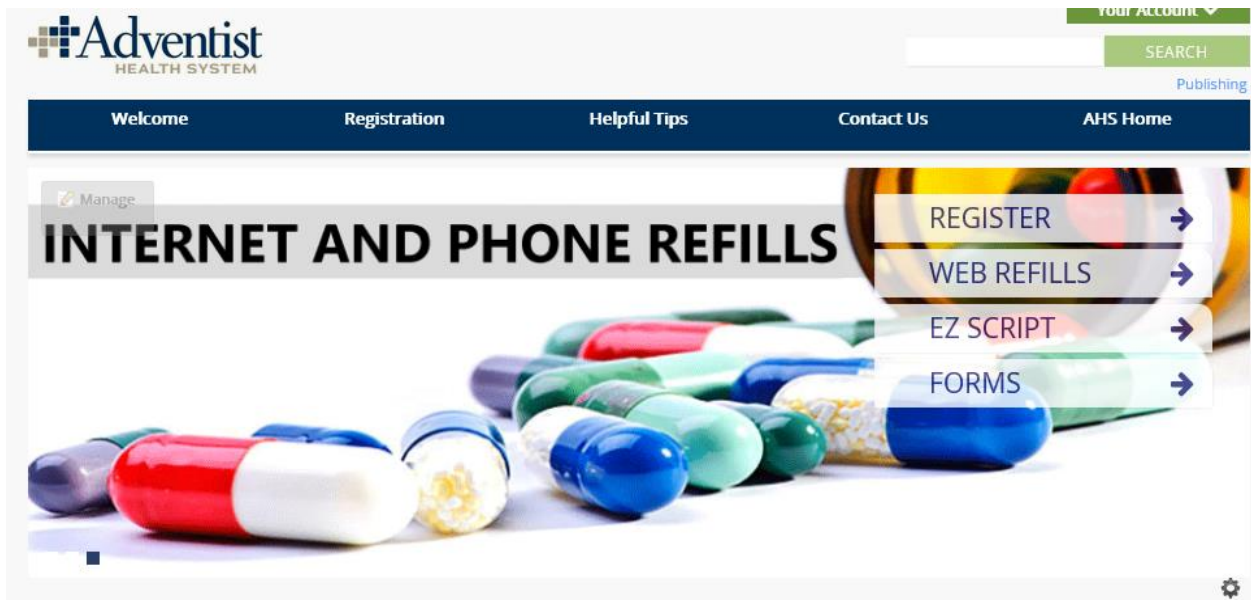 Your Account
Adventist
HEALTH SYSTEM
SEARCH
Publishing
Welcome Registration Helpful Tips Contact Us AHS Home
Manage
INTERNET AND PHONE REFILLS
REGISTER
WEB REFILLS
EZ SCRIPT
FORMS